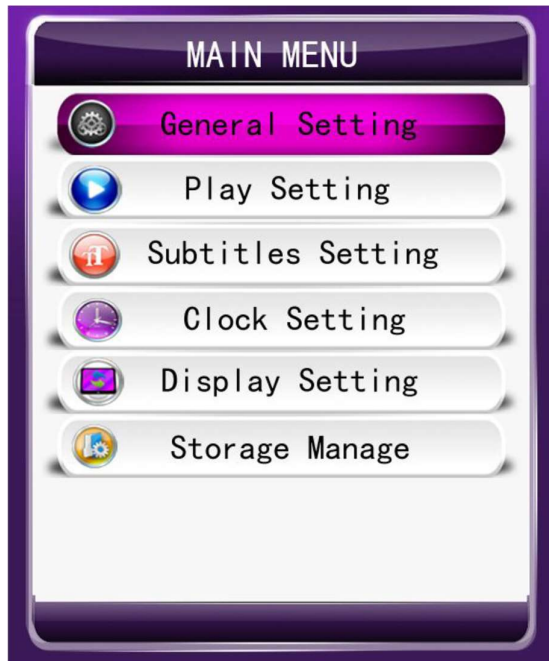 MAIN MENU
General Setting
Play Setting
Subtitles Setting
Clock Setting
Display Setting
Storage Manage